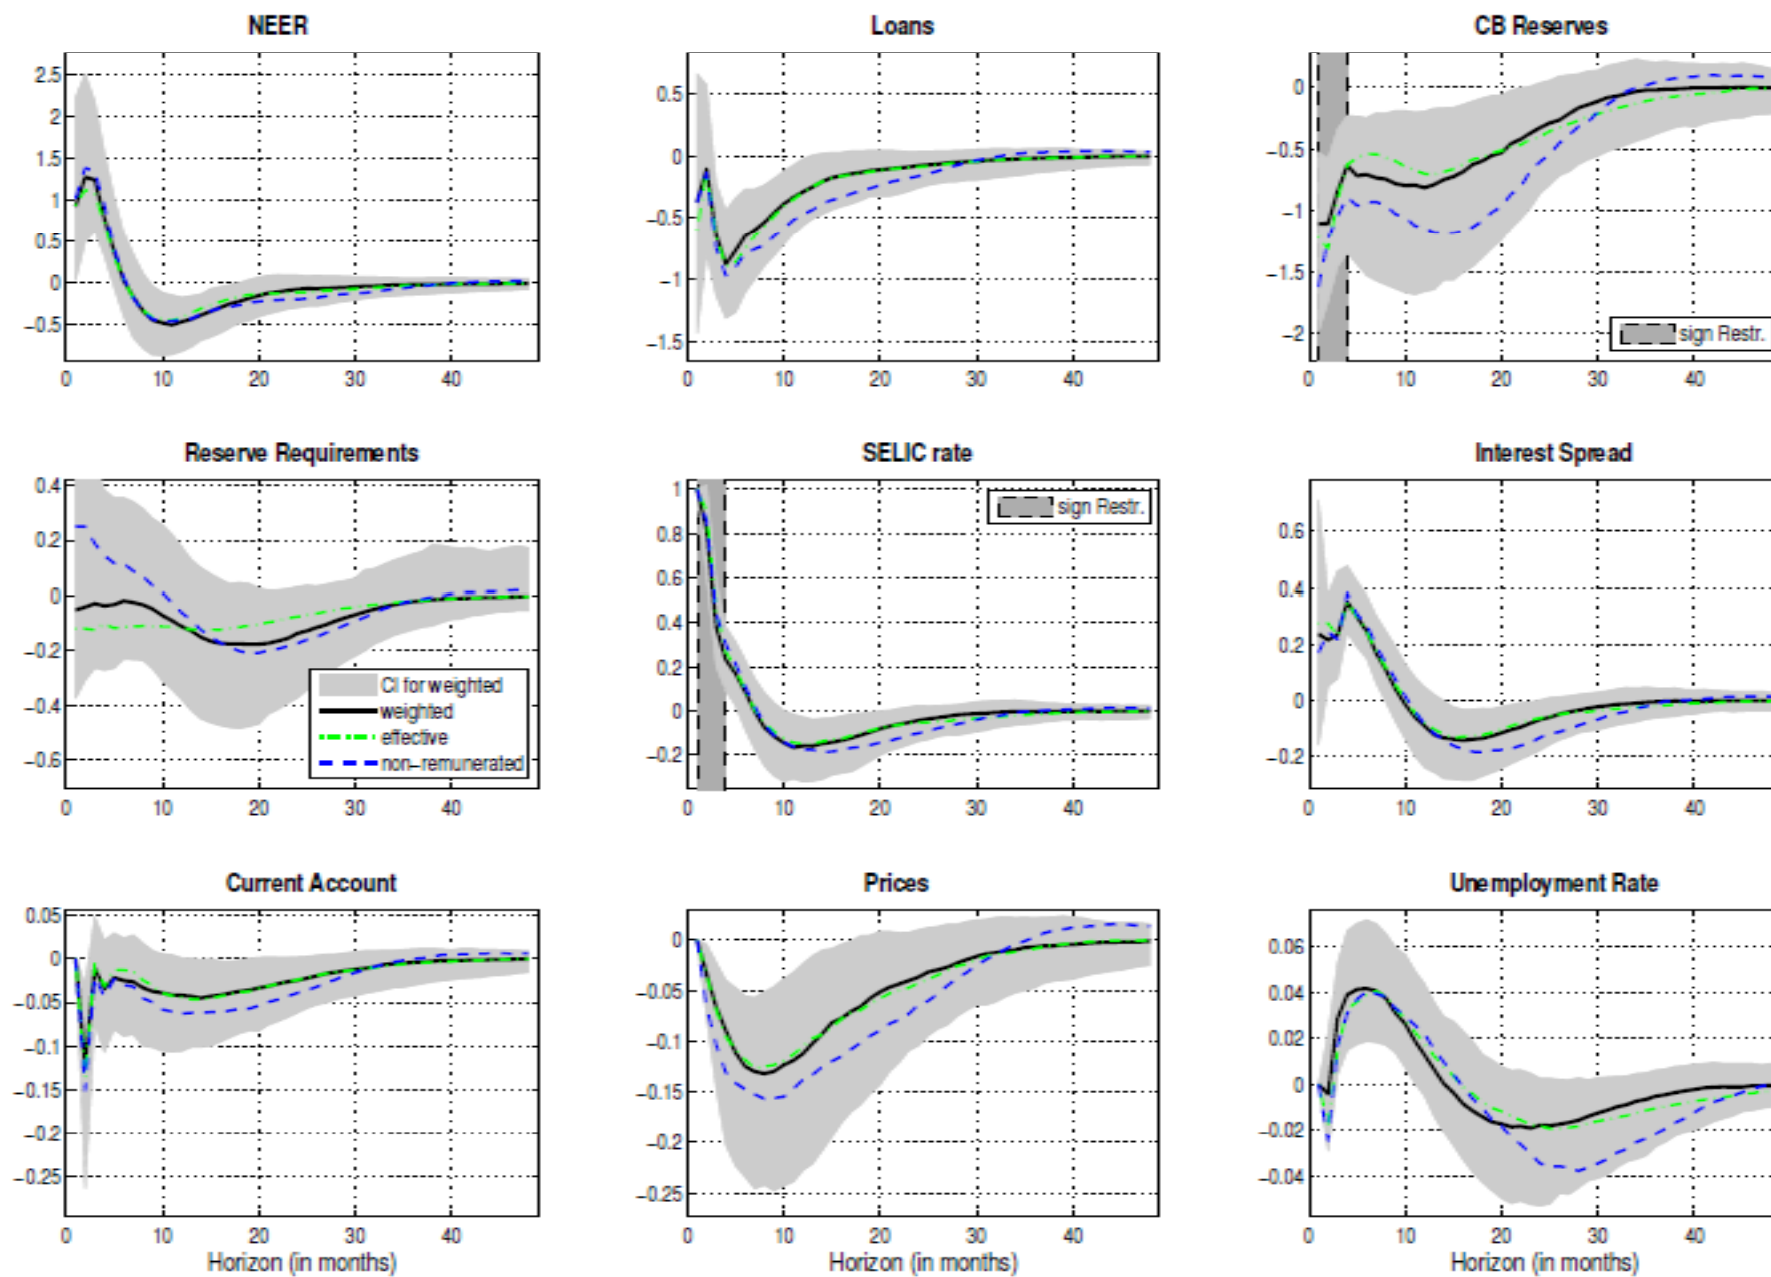 NEER
2.5
2
1.5
1
0.5
0
−0.5
0 10 20 30 40
Loans
0.5
0
−0.5
−1
−1.5
0 10 20 30 40
CB Reserves
0
−0.5
−1
−1.5
−2
sign Restr.
0 10 20 30 40
Reserve Requirements
0.4
0.2
0
−0.2
−0.4
−0.6
CI for weighted
weighted
effective
non−remunerated
0 10 20 30 40
SELIC rate
1
0.8
0.6
0.4
0.2
0
−0.2
sign Restr.
0 10 20 30 40
Interest Spread
0.6
0.4
0.2
0
−0.2
0 10 20 30 40
Current Account
0.05
0
−0.05
−0.1
−0.15
−0.2
−0.25
0 10 20 30 40
Horizon (in months)
Prices
0
−0.05
−0.1
−0.15
−0.2
−0.25
0 10 20 30 40
Horizon (in months)
Unemployment Rate
0.06
0.04
0.02
0
−0.02
−0.04
0 10 20 30 40
Horizon (in months)